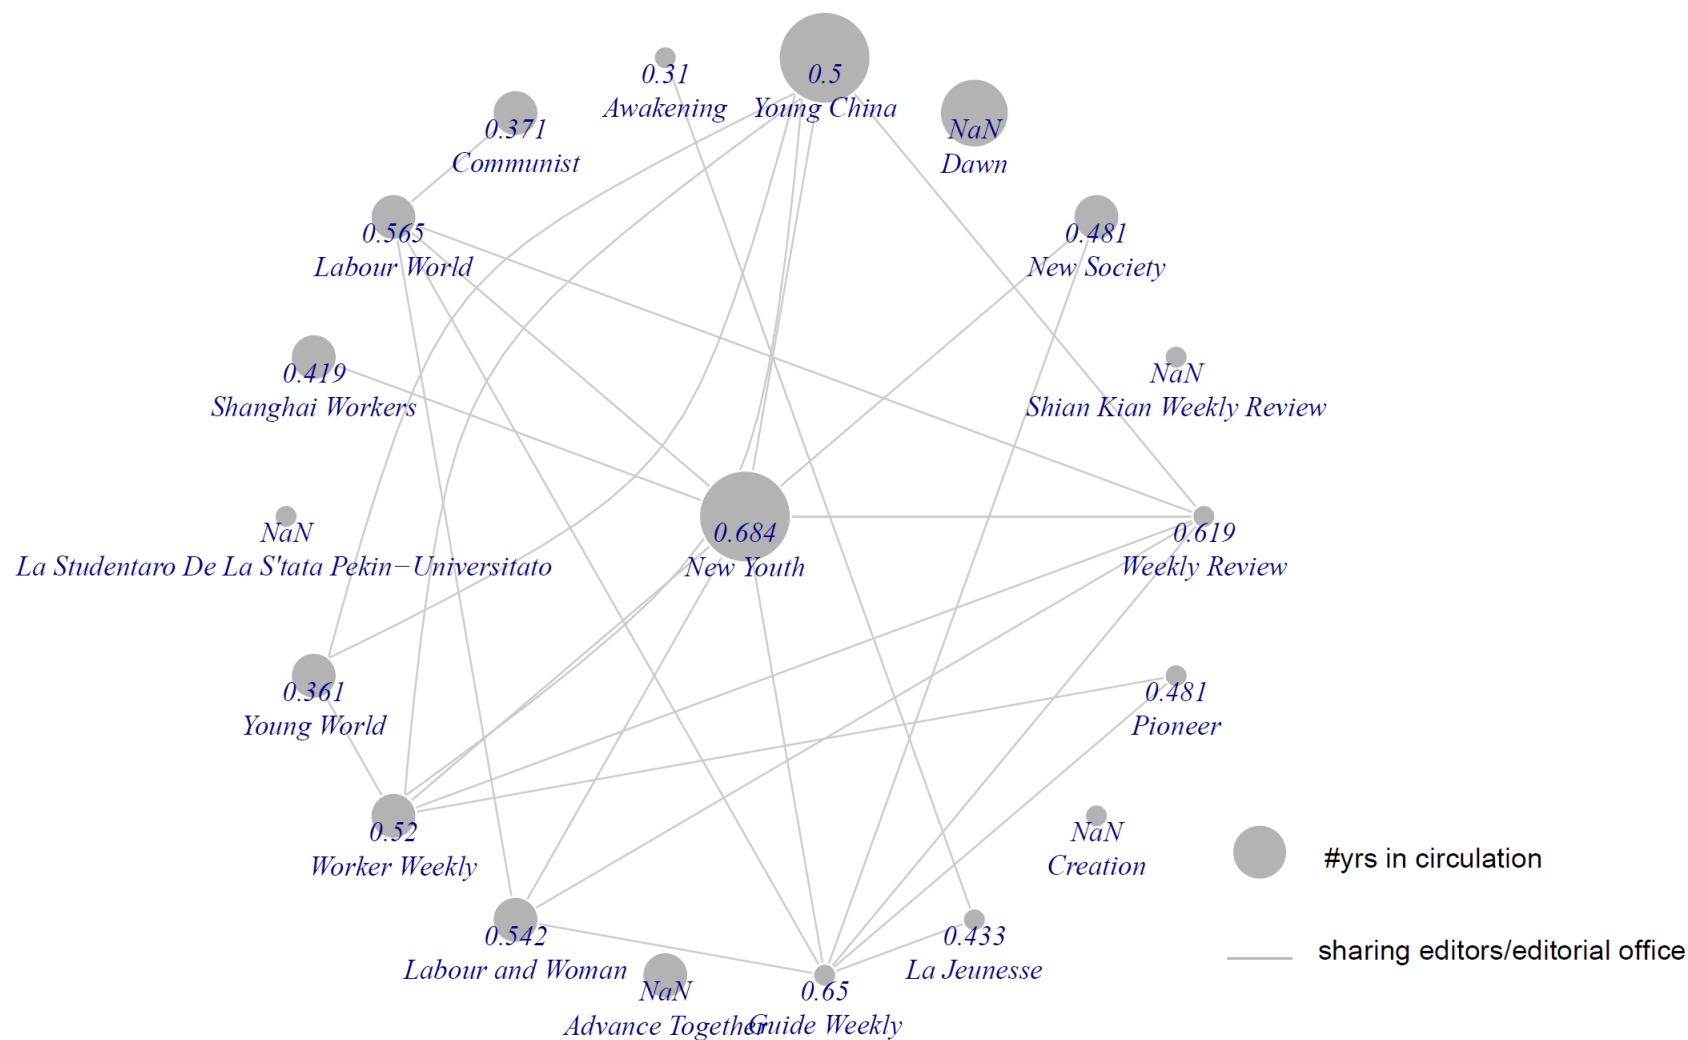 0.31
Awakening
0.5
Young China
0.371
Communist
NaN
Dawn
0.565
Labour World
0.481
New Society
0.419
Shanghai Workers
NaN
Shian Kian Weekly Review
NaN
La Studentaro De La S'tata Pekin−Universitato
0.684
New Youth
0.619
Weekly Review
0.361
Young World
0.481
Pioneer
0.52
Worker Weekly
NaN
Creation
#yrs in circulation
0.542
Labour and Woman
0.433
La Jeunesse
sharing editors/editorial office
NaN
Advance Together
0.65
Guide Weekly